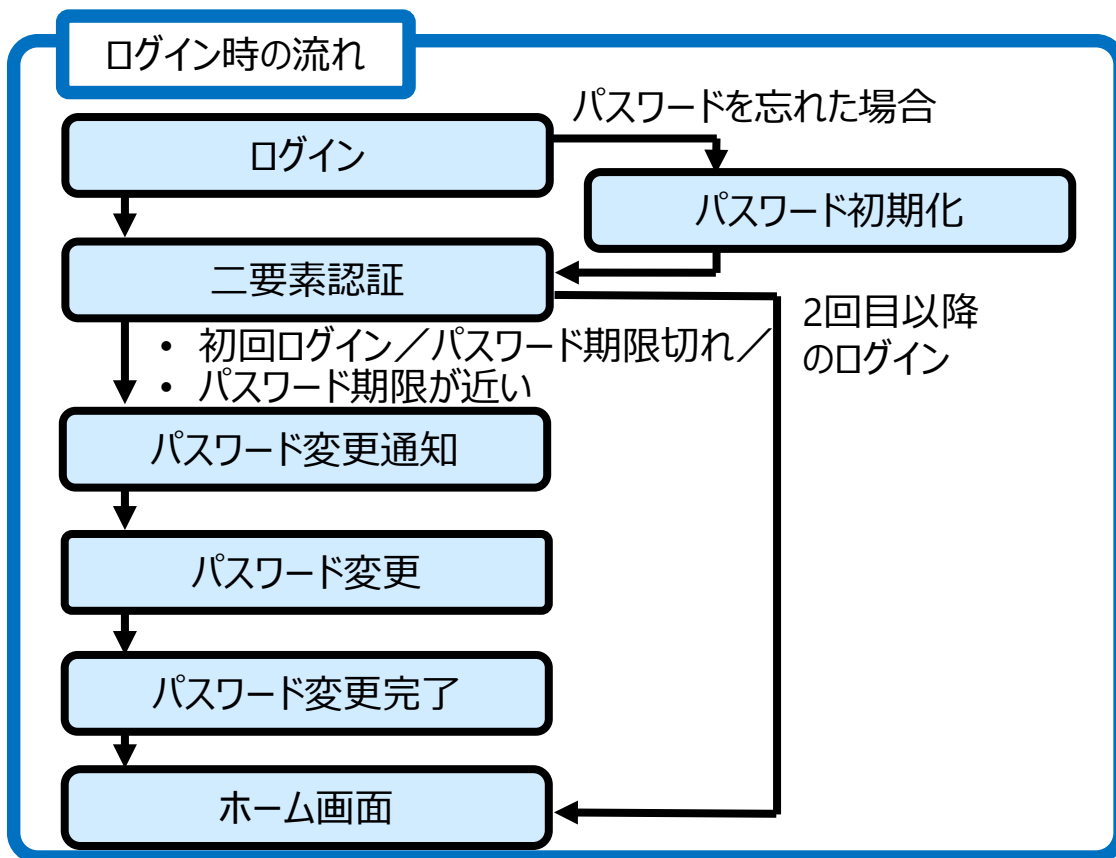 ログイン時の流れ
パスワードを忘れた場合
ログイン
パスワード初期化
二要素認証
2回目以降
のログイン
• 初回ログイン／パスワード期限切れ／
• パスワード期限が近い
パスワード変更通知
パスワード変更
パスワード変更完了
ホーム画面